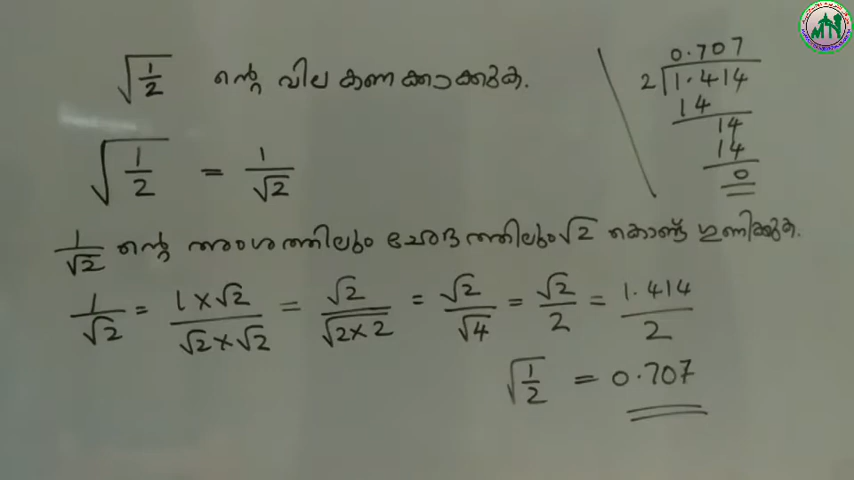 √(1/2) ന്റെ വില കണക്കാക്കുക.
√(1/2) = 1/√2
1/√2 ന്റെ അംശത്തിലും ഛേദത്തിലും √2 കൊണ്ട് ഗുണിക്കുക.
1/√2 = (1×√2)/(√2×√2) = √2/√(2×2) = √2/√4 = √2/2 = 1.414/2
√(1/2) = 0.707
0.707
2 1.414
14
14
14
0